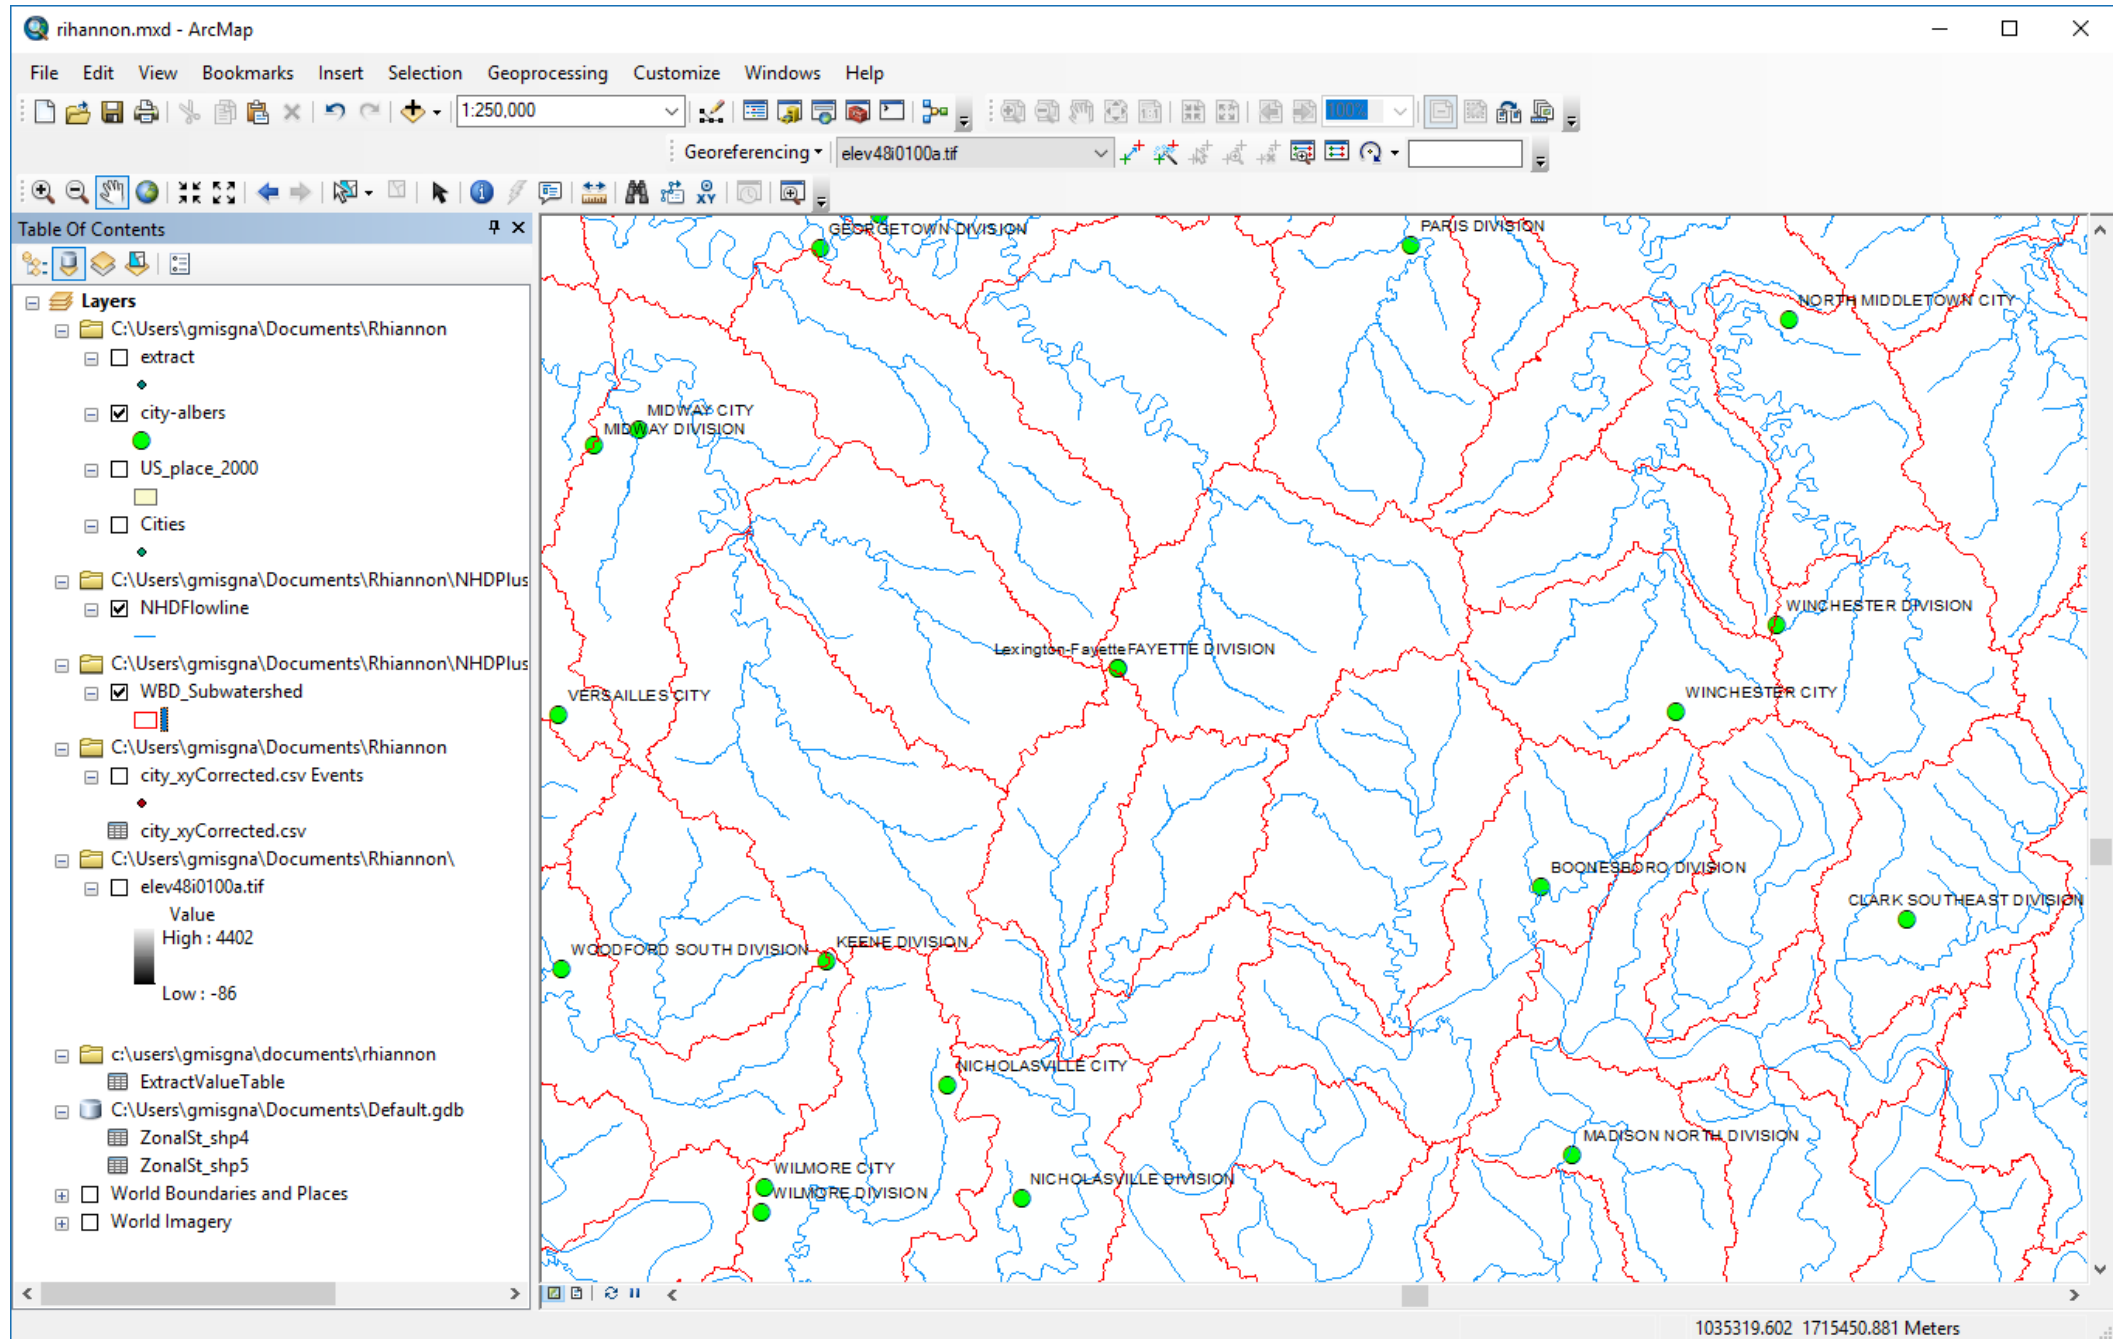 rihannon.mxd - ArcMap
File Edit View Bookmarks Insert Selection Geoprocessing Customize Windows Help
1:250,000
100%
Georeferencing
elev48i0100a.tif
Table Of Contents
Layers
C:\Users\gmisgna\Documents\Rhiannon
extract
city-albers
US_place_2000
Cities
C:\Users\gmisgna\Documents\Rhiannon\NHDPlus
NHDFlowline
C:\Users\gmisgna\Documents\Rhiannon\NHDPlus
WBD_Subwatershed
C:\Users\gmisgna\Documents\Rhiannon
city_xyCorrected.csv Events
city_xyCorrected.csv
C:\Users\gmisgna\Documents\Rhiannon\
elev48i0100a.tif
Value
High : 4402
Low : -86
c:\users\gmisgna\documents\rhiannon
ExtractValueTable
C:\Users\gmisgna\Documents\Default.gdb
ZonalSt_shp4
ZonalSt_shp5
World Boundaries and Places
World Imagery
GEORGETOWN DIVISION
PARIS DIVISION
NORTH MIDDLETOWN CITY
MIDWAY CITY
MIDWAY DIVISION
WINCHESTER DIVISION
Lexington-Fayette FAYETTE DIVISION
VERSAILLES CITY
WINCHESTER CITY
BOONESBORO DIVISION
CLARK SOUTHEAST DIVISION
WOODFORD SOUTH DIVISION
KEENE DIVISION
NICHOLASVILLE CITY
MADISON NORTH DIVISION
WILMORE CITY
WILMORE DIVISION
NICHOLASVILLE DIVISION
1035319.602 1715450.881 Meters